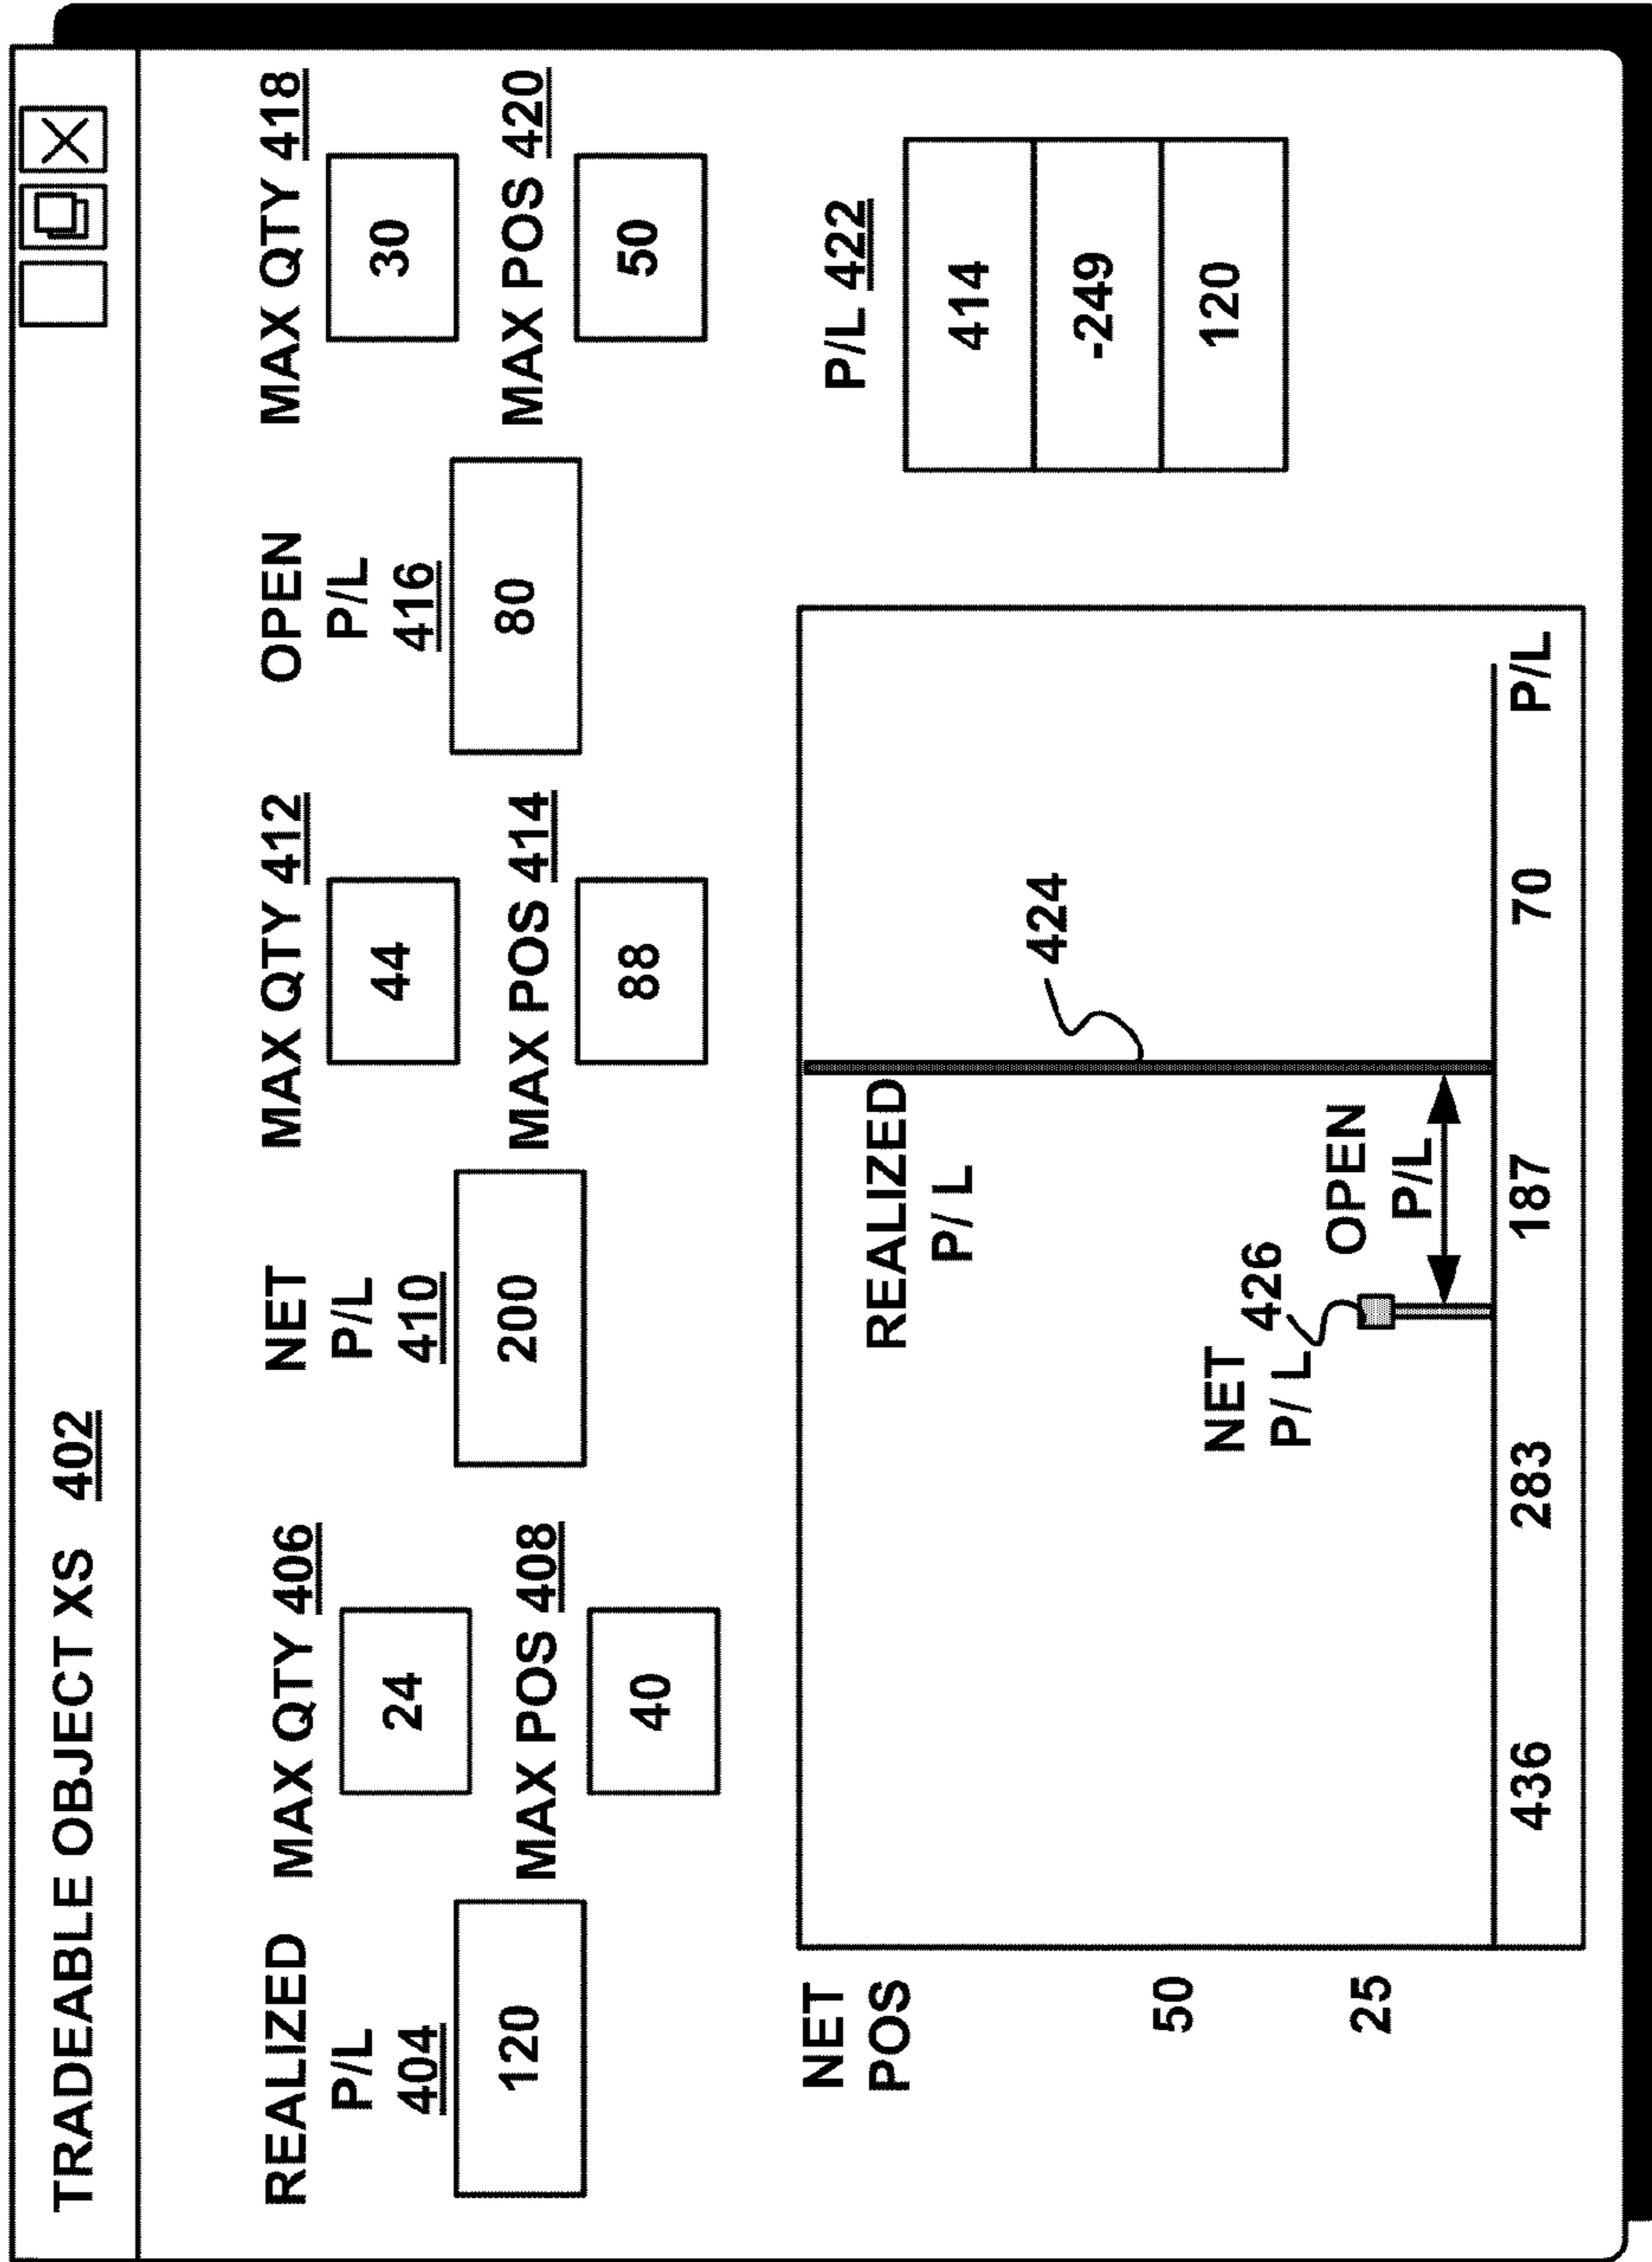 TRADEABLE OBJECT XS 402
REALIZED
P/L
404
120
MAX QTY 406
24
MAX POS 408
40
NET
P/L
410
200
MAX QTY 412
44
MAX POS 414
88
OPEN
P/L
416
80
MAX QTY 418
30
MAX POS 420
50
NET
POS
50
25
REALIZED
P/ L
424
NET
P/ L
426
OPEN
P/L
436 283 187 70 P/L
P/L 422
414
-249
120